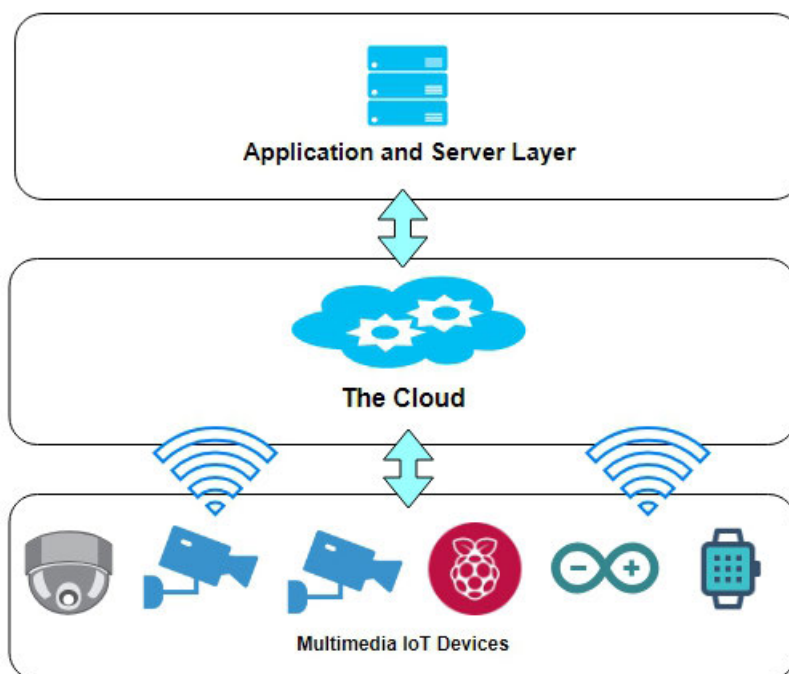 Application and Server Layer
The Cloud
Multimedia IoT Devices